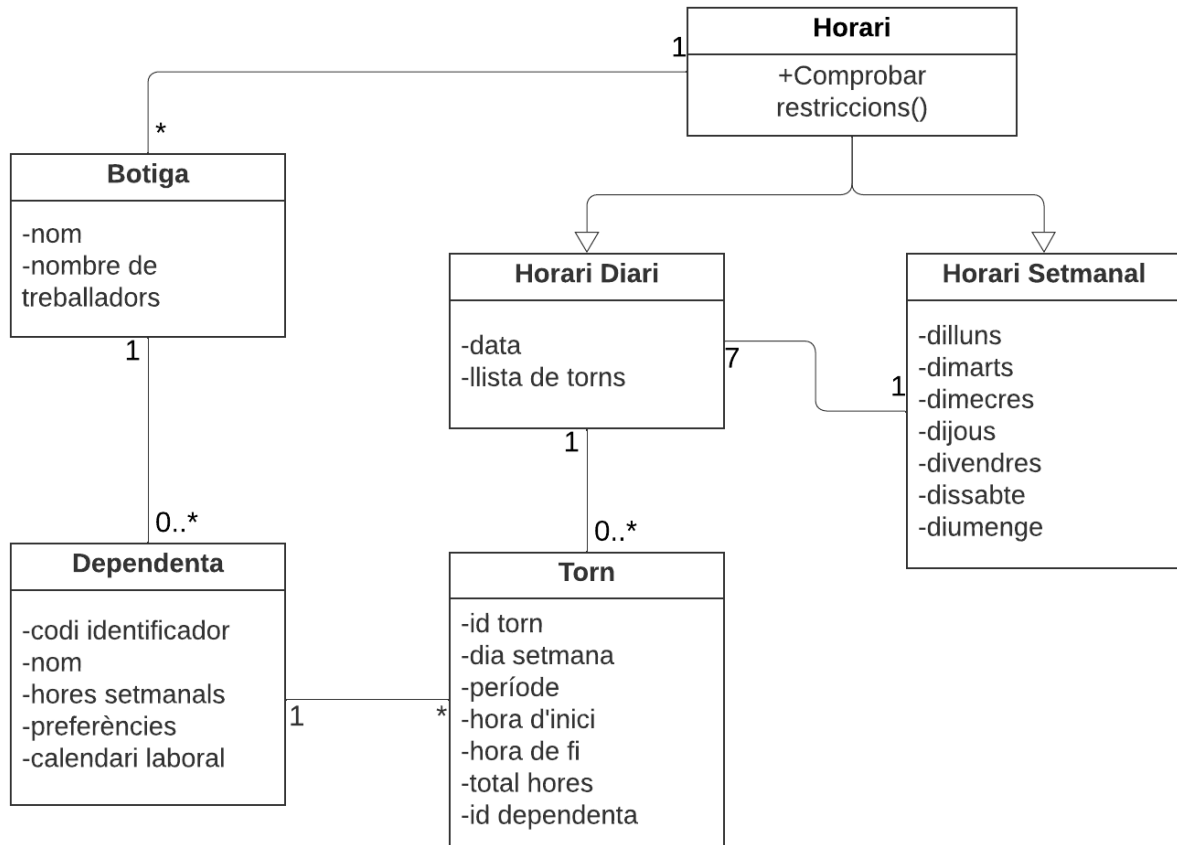 Horari
+Comprobar
restriccions()
1
*
Botiga
-nom
-nombre de
treballadors
1
0..*
Horari Diari
-data
-llista de torns
7
1
1
0..*
Horari Setmanal
-dilluns
-dimarts
-dimecres
-dijous
-divendres
-dissabte
-diumenge
Dependenta
-codi identificador
-nom
-hores setmanals
-preferències
-calendari laboral
1
*
Torn
-id torn
-dia setmana
-període
-hora d'inici
-hora de fi
-total hores
-id dependenta